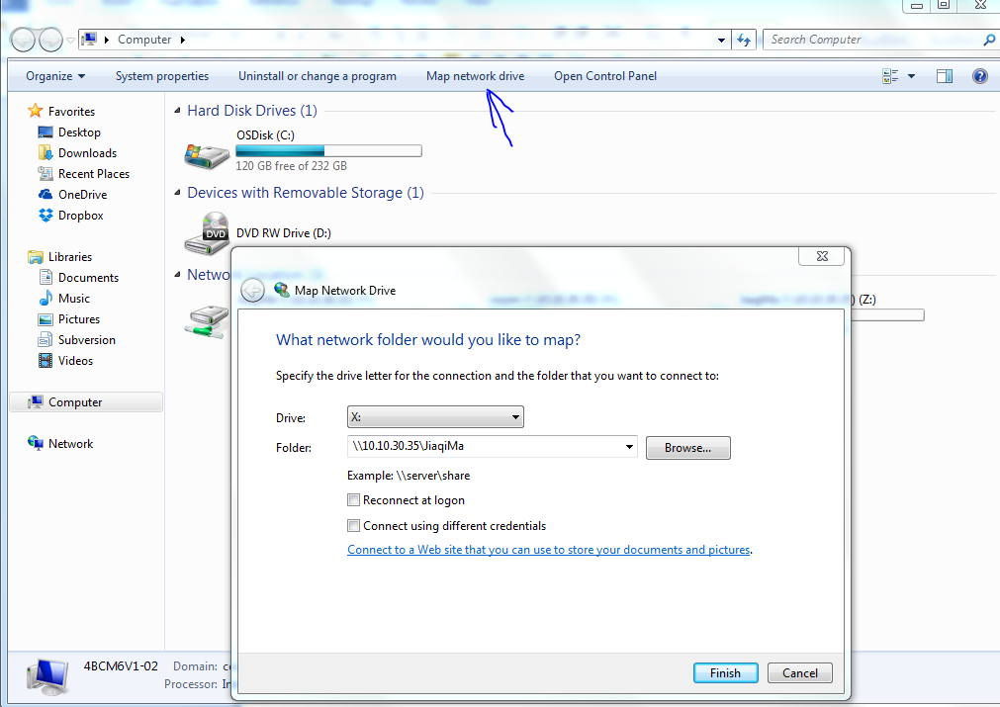 Computer
Search Computer
Organize
System properties
Uninstall or change a program
Map network drive
Open Control Panel
Favorites
Desktop
Downloads
Recent Places
OneDrive
Dropbox
Libraries
Documents
Music
Pictures
Subversion
Videos
Computer
Network
Hard Disk Drives (1)
OSDisk (C:)
120 GB free of 232 GB
Devices with Removable Storage (1)
DVD
DVD RW Drive (D:)
Netwo
) (Z:)
Map Network Drive
What network folder would you like to map?
Specify the drive letter for the connection and the folder that you want to connect to:
Drive: X:
Folder: \\10.10.30.35\JiaqiMa Browse...
Example: \\server\share
Reconnect at logon
Connect using different credentials
Connect to a Web site that you can use to store your documents and pictures.
Finish Cancel
4BCM6V1-02 Domain:
Processor: